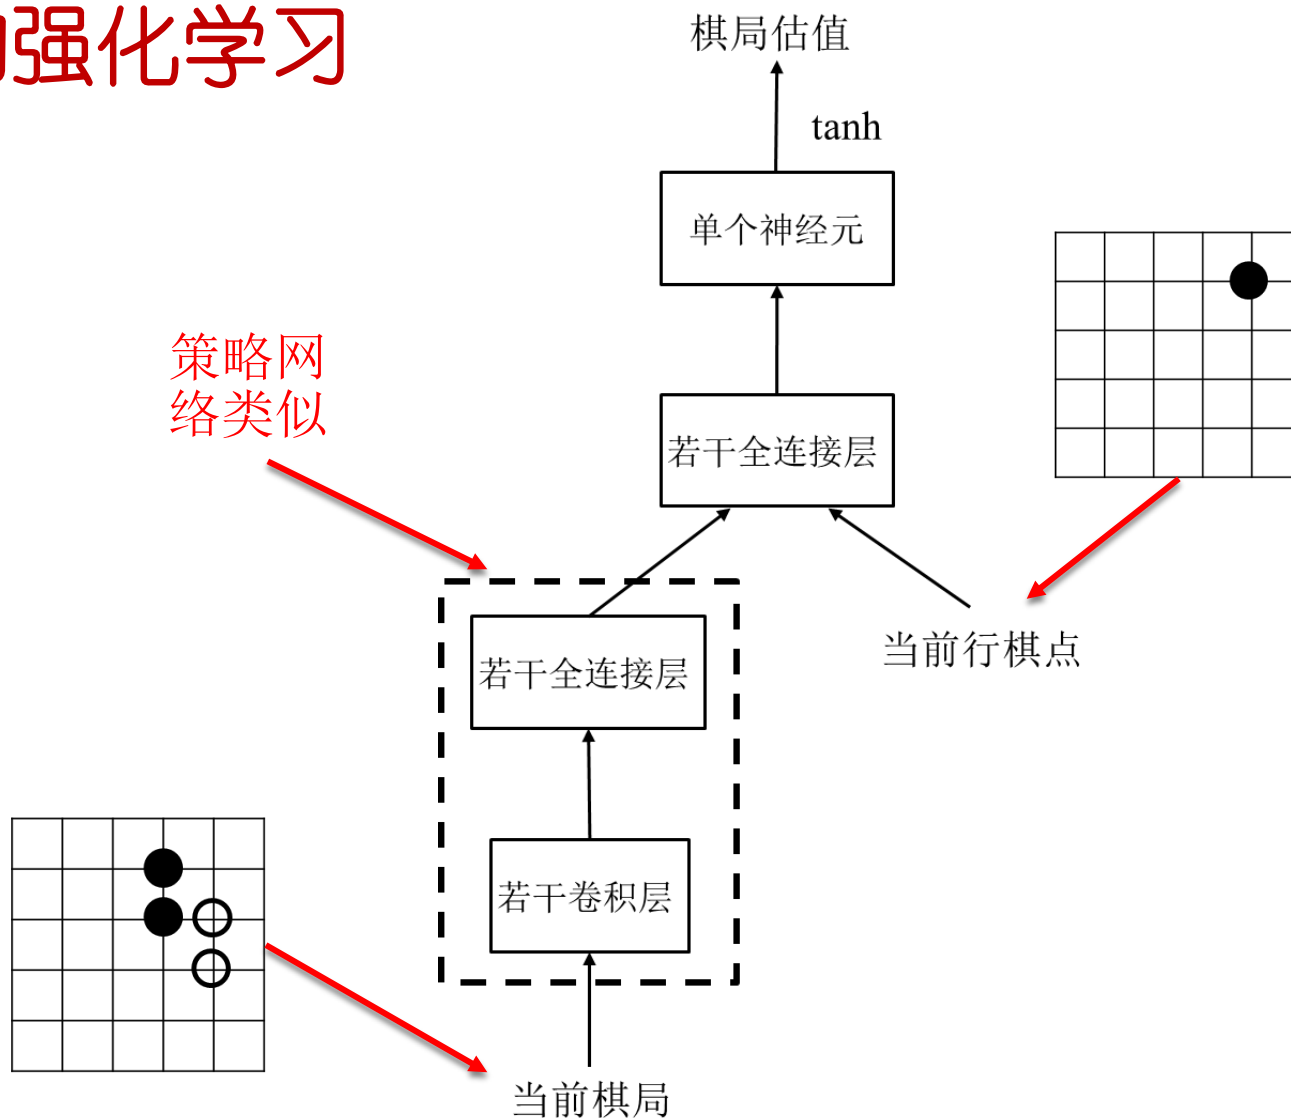 强化学习
棋局估值
tanh
单个神经元
策略网
络类似
若干全连接层
若干全连接层
当前行棋点
若干卷积层
当前棋局